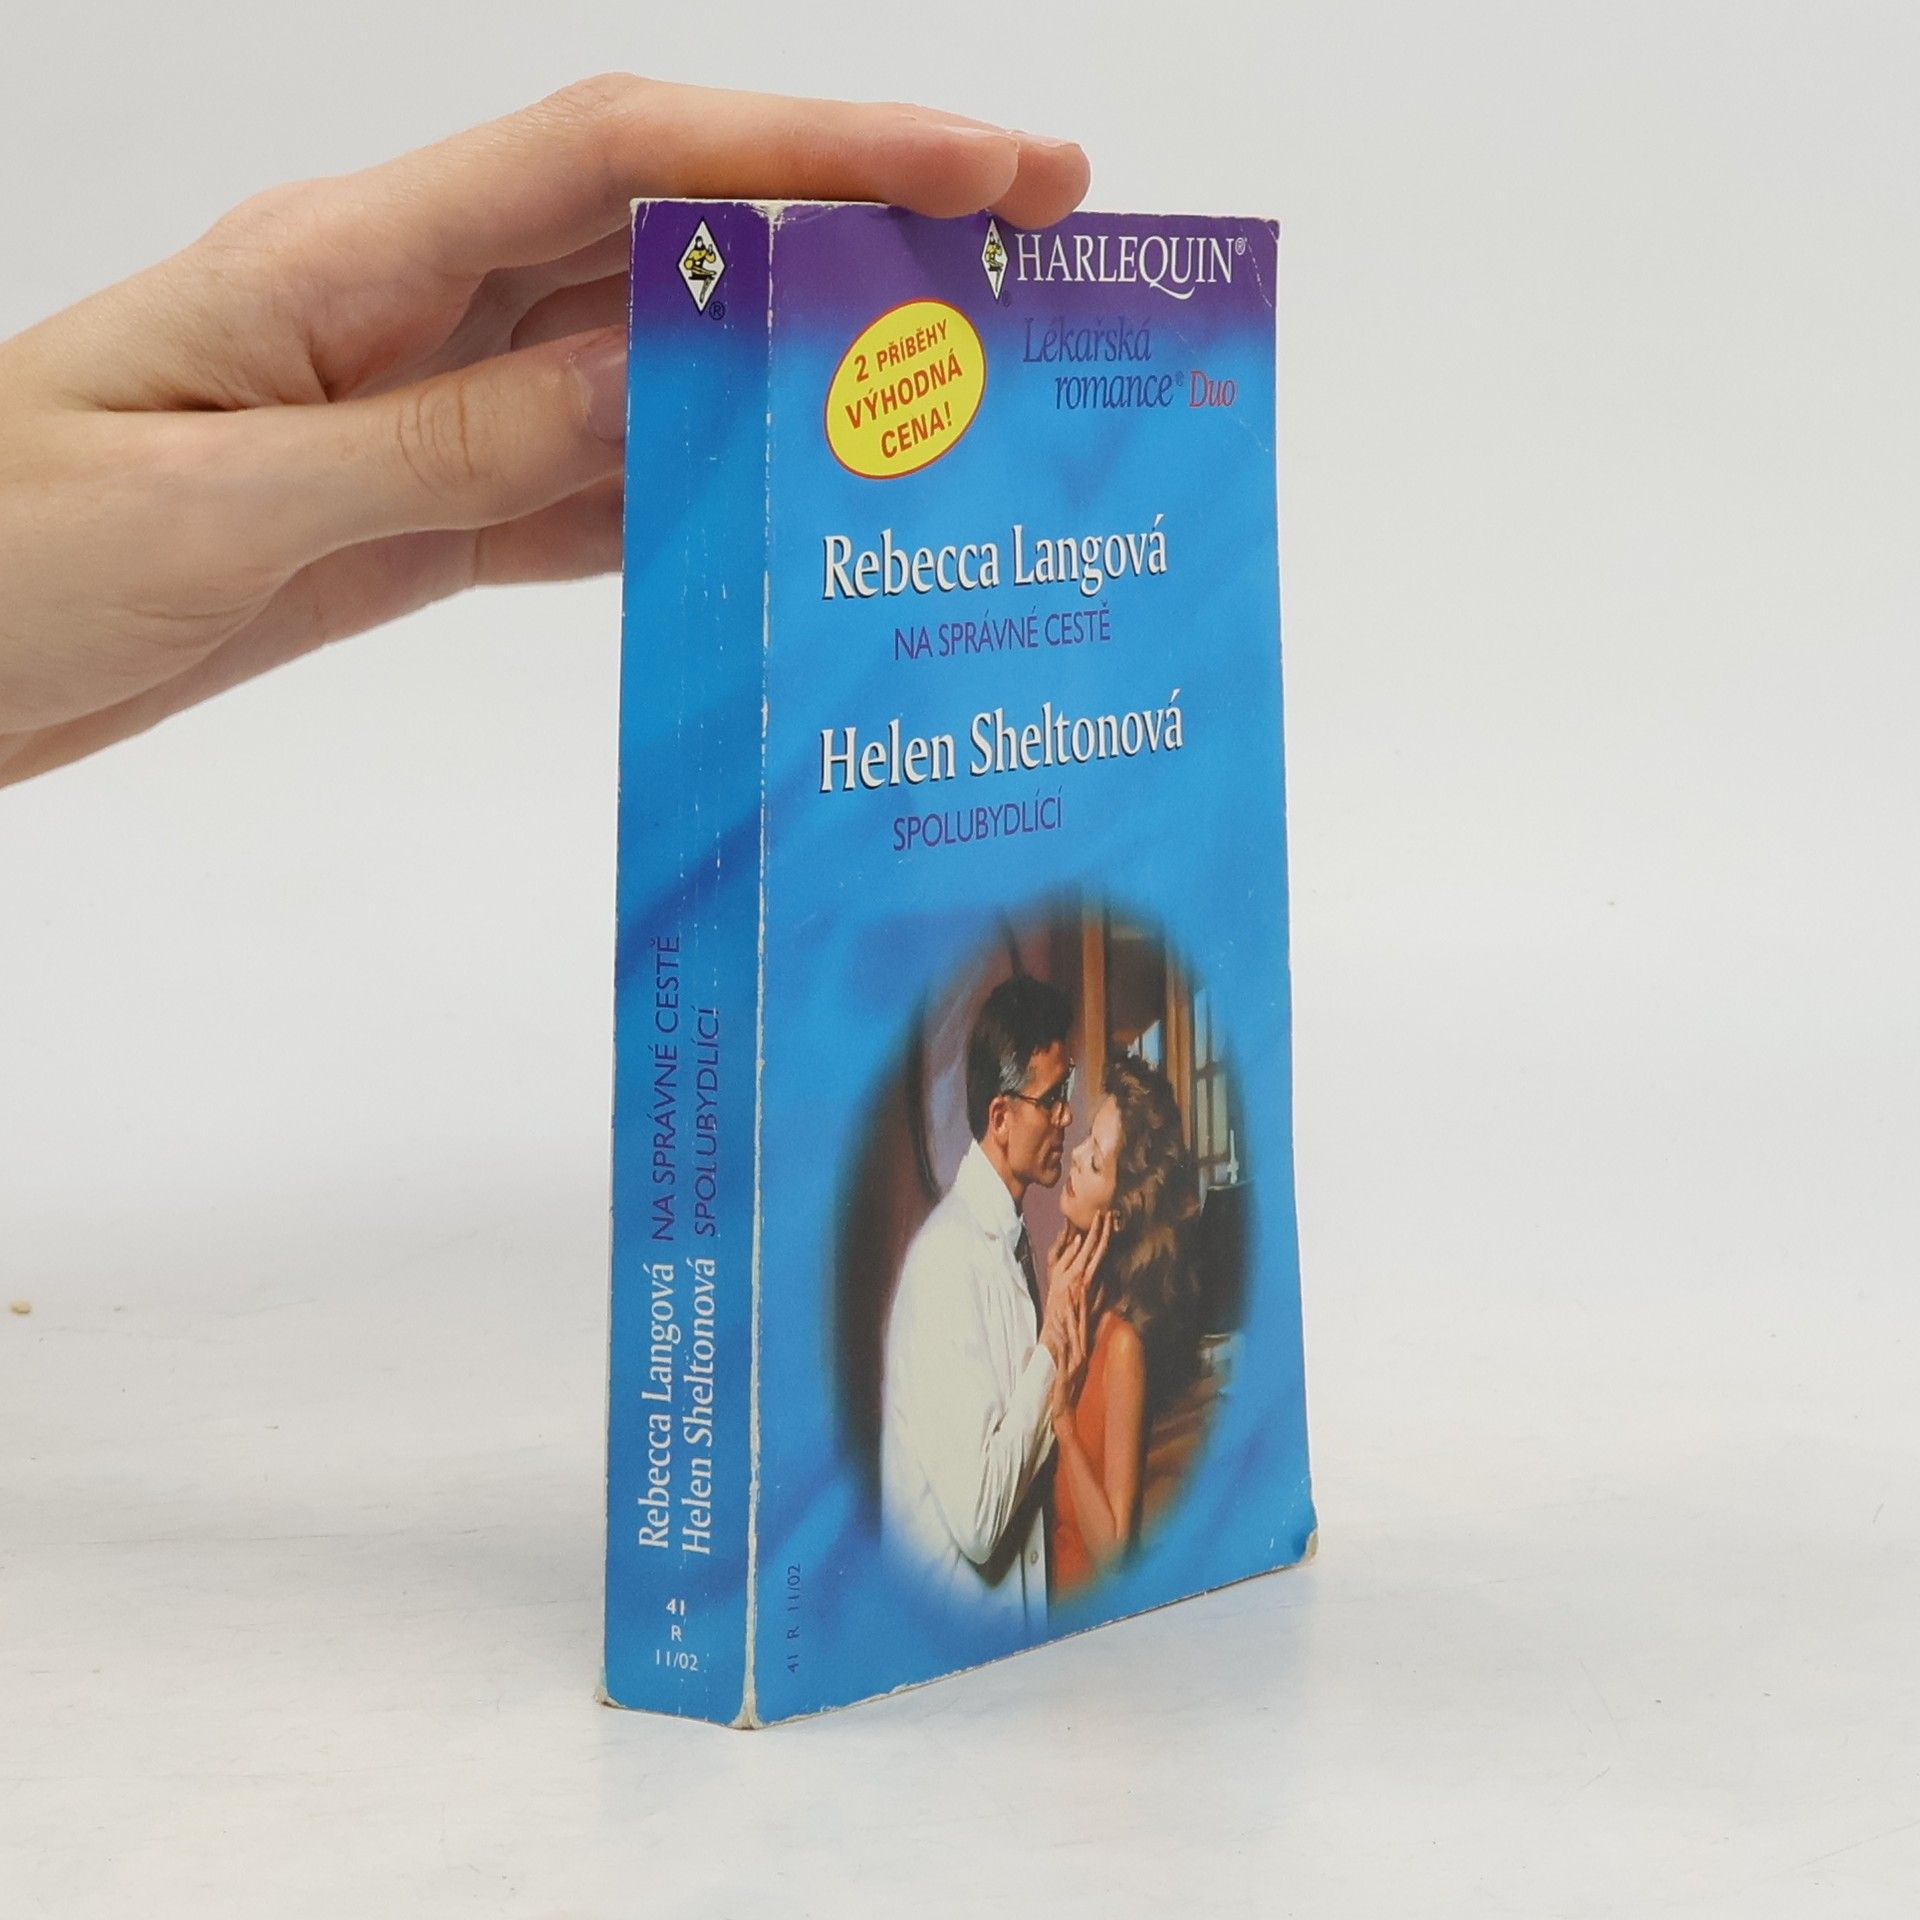 HARLEQUIN®
®
Lékařská
romance® Duo
2 PŘÍBĚHY
VÝHODNÁ
CENA!
Rebecca Langová
NA SPRÁVNÉ CESTĚ
Helen Sheltonová
SPOLUBYDLÍCÍ
41 R 11/02
®
Rebecca Langová NA SPRÁVNÉ CESTĚ
Helen Sheltonová SPOLUBYDLÍCÍ
41
R
11/02